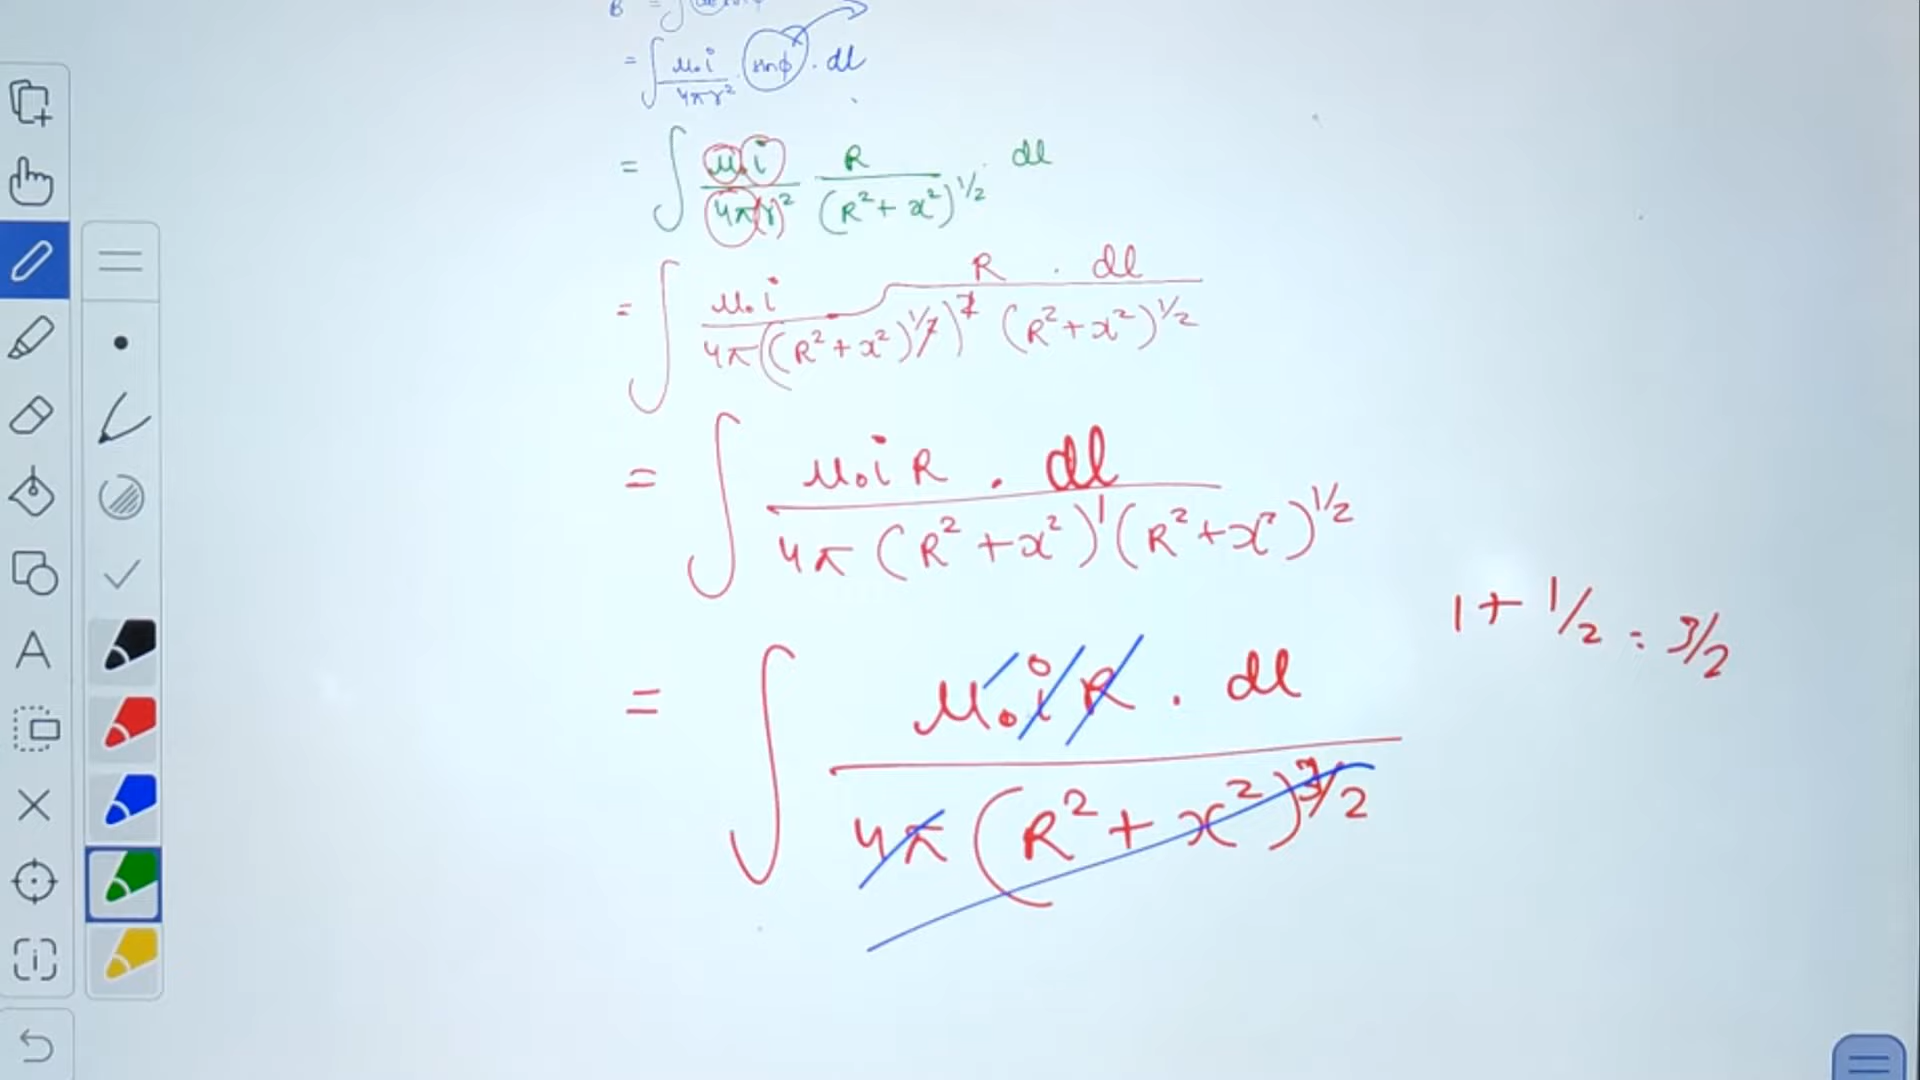 B = ∫
= ∫ μ₀i/4πr² · sinφ · dl
= ∫ μ₀i/4πr² R/(R² + x²)^1/2 · dl
= ∫ μ₀i R · dl / 4π((R² + x²)^1/2)^2 (R² + x²)^1/2
= ∫ μ₀iR · dl / 4π (R² + x²)^1 (R² + x²)^1/2
1 + 1/2 = 3/2
= ∫ μ₀iR · dl / 4π (R² + x²)^3/2
A